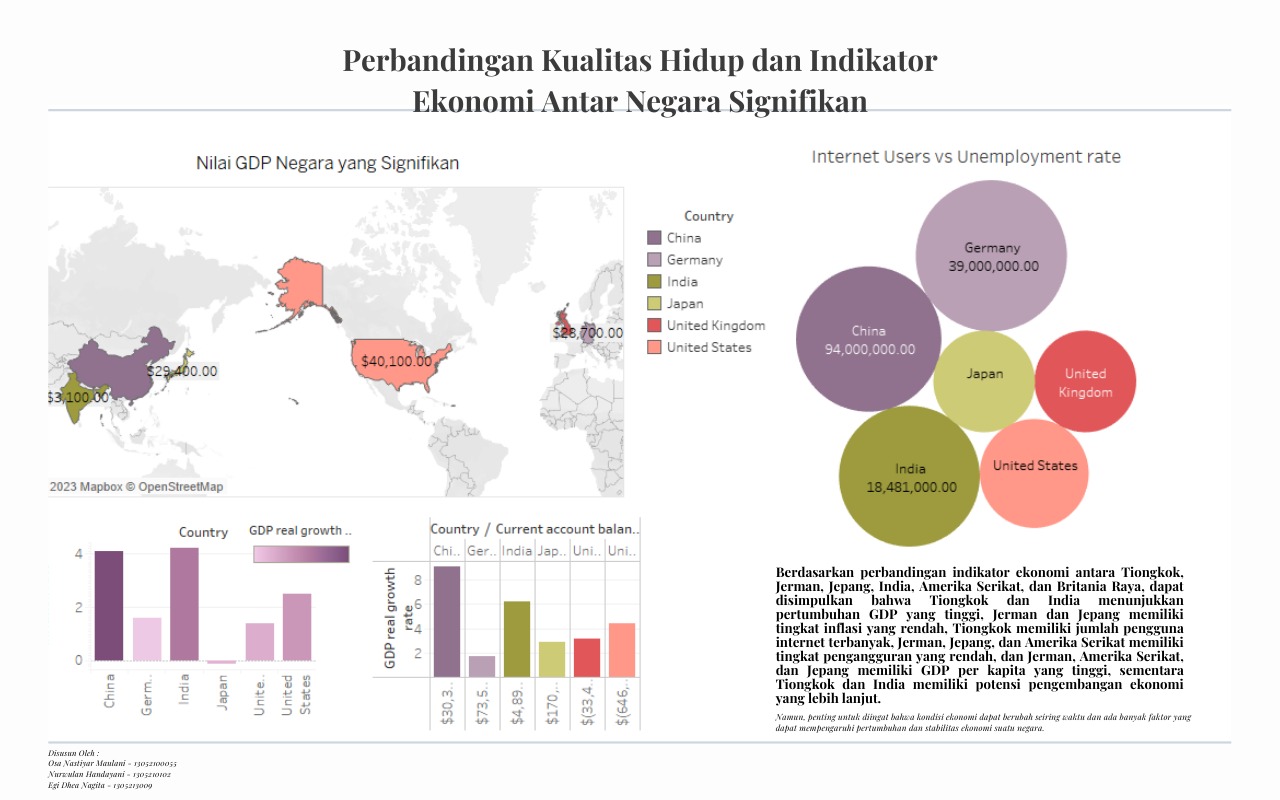 Perbandingan Kualitas Hidup dan Indikator
Ekonomi Antar Negara Signifikan
Nilai GDP Negara yang Signifikan
$3,100.00
$29,400.00
$40,100.00
$28,700.00
2023 Mapbox © OpenStreetMap
Country
China
Germany
India
Japan
United Kingdom
United States
Internet Users vs Unemployment rate
Germany
39,000,000.00
China
94,000,000.00
Japan
United
Kingdom
India
18,481,000.00
United States
Country
GDP real growth ..
4
2
0
China
Germ..
India
Japan
Unite..
United
States
Country / Current account balan..
Chi.. Ger.. India Jap.. Uni.. Uni..
GDP real growth
rate
8
6
4
2
$30,3..
$73,5..
$4,89..
$170,..
$(33,4..
$(646,..
Berdasarkan perbandingan indikator ekonomi antara Tiongkok,
Jerman, Jepang, India, Amerika Serikat, dan Britania Raya, dapat
disimpulkan bahwa Tiongkok dan India menunjukkan
pertumbuhan GDP yang tinggi, Jerman dan Jepang memiliki
tingkat inflasi yang rendah, Tiongkok memiliki jumlah pengguna
internet terbanyak, Jerman, Jepang, dan Amerika Serikat memiliki
tingkat pengangguran yang rendah, dan Jerman, Amerika Serikat,
dan Jepang memiliki GDP per kapita yang tinggi, sementara
Tiongkok dan India memiliki potensi pengembangan ekonomi
yang lebih lanjut.
Namun, penting untuk diingat bahwa kondisi ekonomi dapat berubah seiring waktu dan ada banyak faktor yang
dapat mempengaruhi pertumbuhan dan stabilitas ekonomi suatu negara.
Disusun Oleh :
Osa Nastiyar Maulani - 13052100055
Nurwulan Handayani - 1305210102
Egi Dhea Nagita - 1305213009